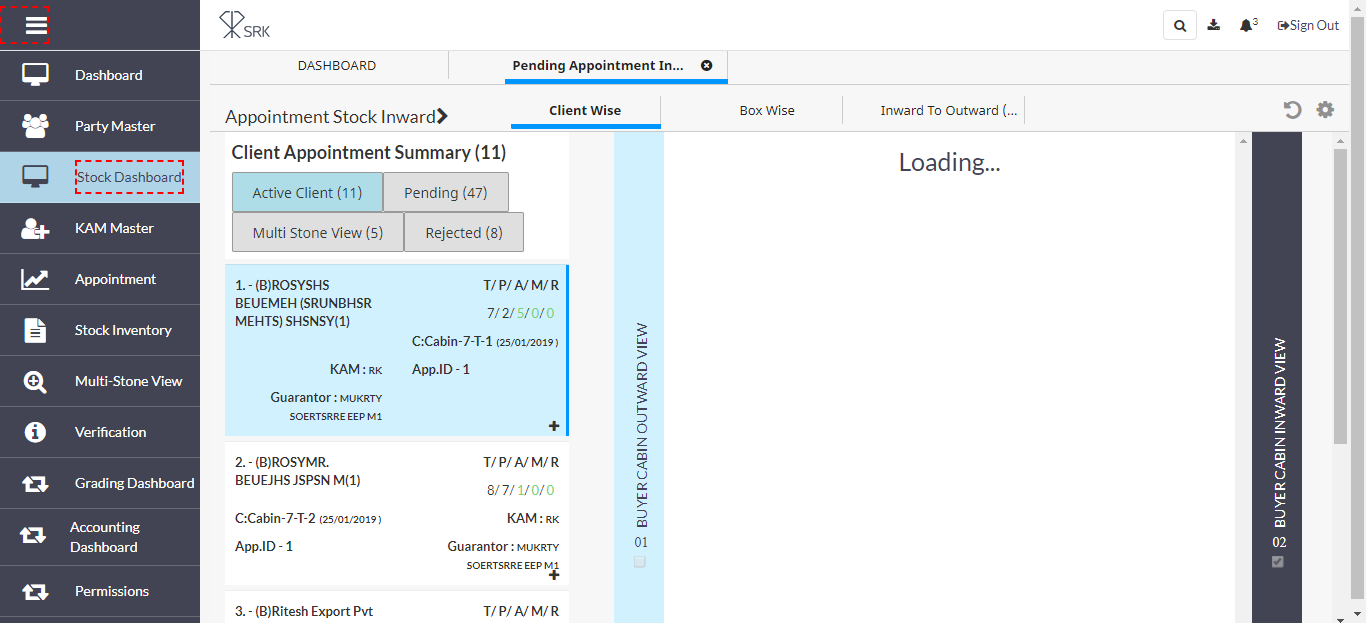 SRK
3
Sign Out
Dashboard
Party Master
Stock Dashboard
KAM Master
Appointment
Stock Inventory
Multi-Stone View
Verification
Grading Dashboard
Accounting
Dashboard
Permissions
DASHBOARD
Pending Appointment In...
Appointment Stock Inward
Client Wise
Box Wise
Inward To Outward (...
Client Appointment Summary (11)
Active Client (11)
Pending (47)
Multi Stone View (5)
Rejected (8)
1. - (B)ROSYSHS
BEUEMEH (SRUNBHSR
MEHTS) SHSNSY(1)
T/ P/ A/ M/ R
7/ 2/ 5/ 0/ 0
C:Cabin-7-T-1 (25/01/2019 )
KAM : RK
App.ID - 1
Guarantor : MUKRTY
SOERTSRRE EEP M1
2. - (B)ROSYMR.
BEUEJHS JSPSN M(1)
T/ P/ A/ M/ R
8/ 7/ 1/ 0/ 0
C:Cabin-7-T-2 (25/01/2019 )
KAM : RK
App.ID - 1
Guarantor : MUKRTY
SOERTSRRE EEP M1
3. - (B)Ritesh Export Pvt
T/ P/ A/ M/ R
BUYER CABIN OUTWARD VIEW
01
Loading...
BUYER CABIN INWARD VIEW
02